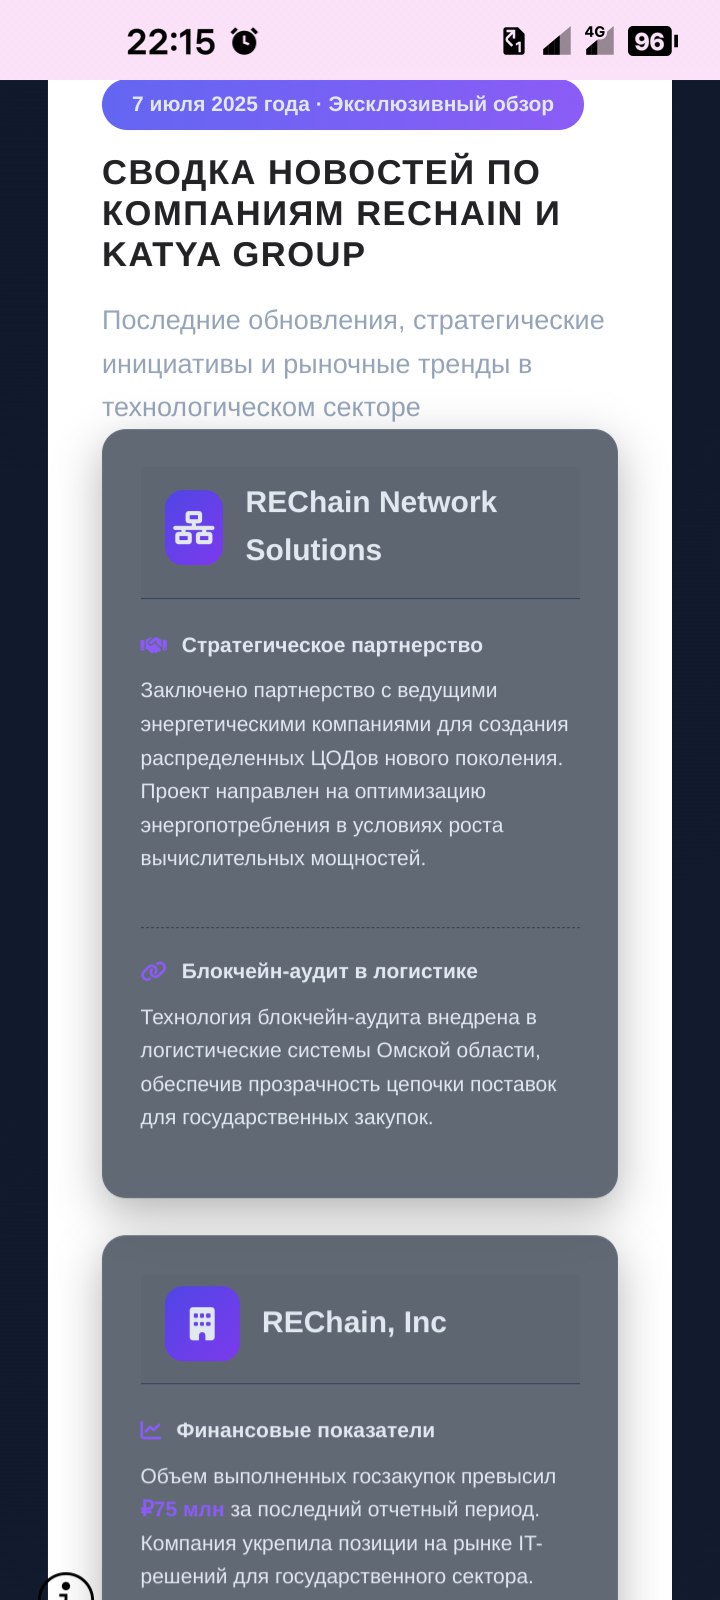 22:15
4G
96
1
7 июля 2025 года · Эксклюзивный обзор
СВОДКА НОВОСТЕЙ ПО
КОМПАНИЯМ RECHAIN И
KATYA GROUP
Последние обновления, стратегические
инициативы и рыночные тренды в
технологическом секторе
REChain Network
Solutions
Стратегическое партнерство
Заключено партнерство с ведущими
энергетическими компаниями для создания
распределенных ЦОДов нового поколения.
Проект направлен на оптимизацию
энергопотребления в условиях роста
вычислительных мощностей.
Блокчейн-аудит в логистике
Технология блокчейн-аудита внедрена в
логистические системы Омской области,
обеспечив прозрачность цепочки поставок
для государственных закупок.
REChain, Inc
Финансовые показатели
Объем выполненных госзакупок превысил
₽75 млн за последний отчетный период.
Компания укрепила позиции на рынке IT-
решений для государственного сектора.